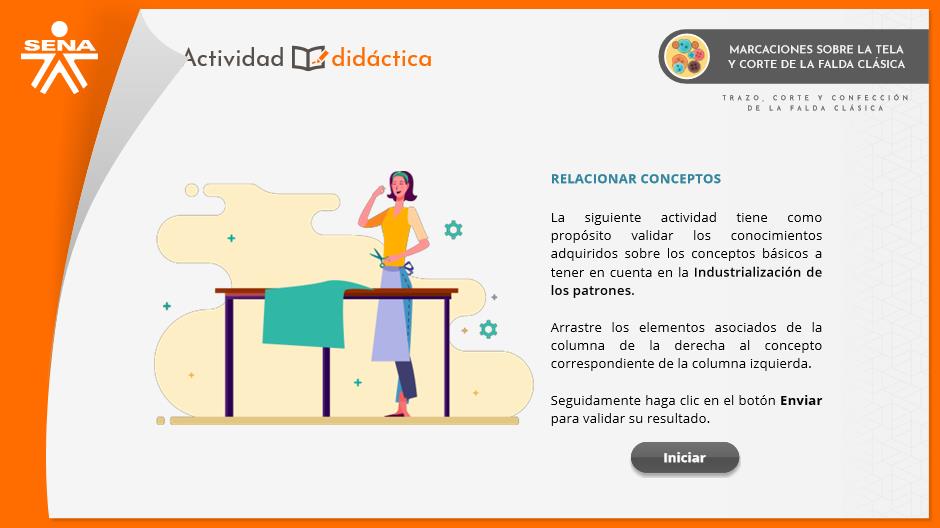 SENA
Actividad didáctica
MARCACIONES SOBRE LA TELA
Y CORTE DE LA FALDA CLÁSICA
TRAZO, CORTE Y CONFECCIÓN
DE LA FALDA CLÁSICA
RELACIONAR CONCEPTOS
La siguiente actividad tiene como
propósito validar los conocimientos
adquiridos sobre los conceptos básicos a
tener en cuenta en la Industrialización de
los patrones.
Arrastre los elementos asociados de la
columna de la derecha al concepto
correspondiente de la columna izquierda.
Seguidamente haga clic en el botón Enviar
para validar su resultado.
Iniciar